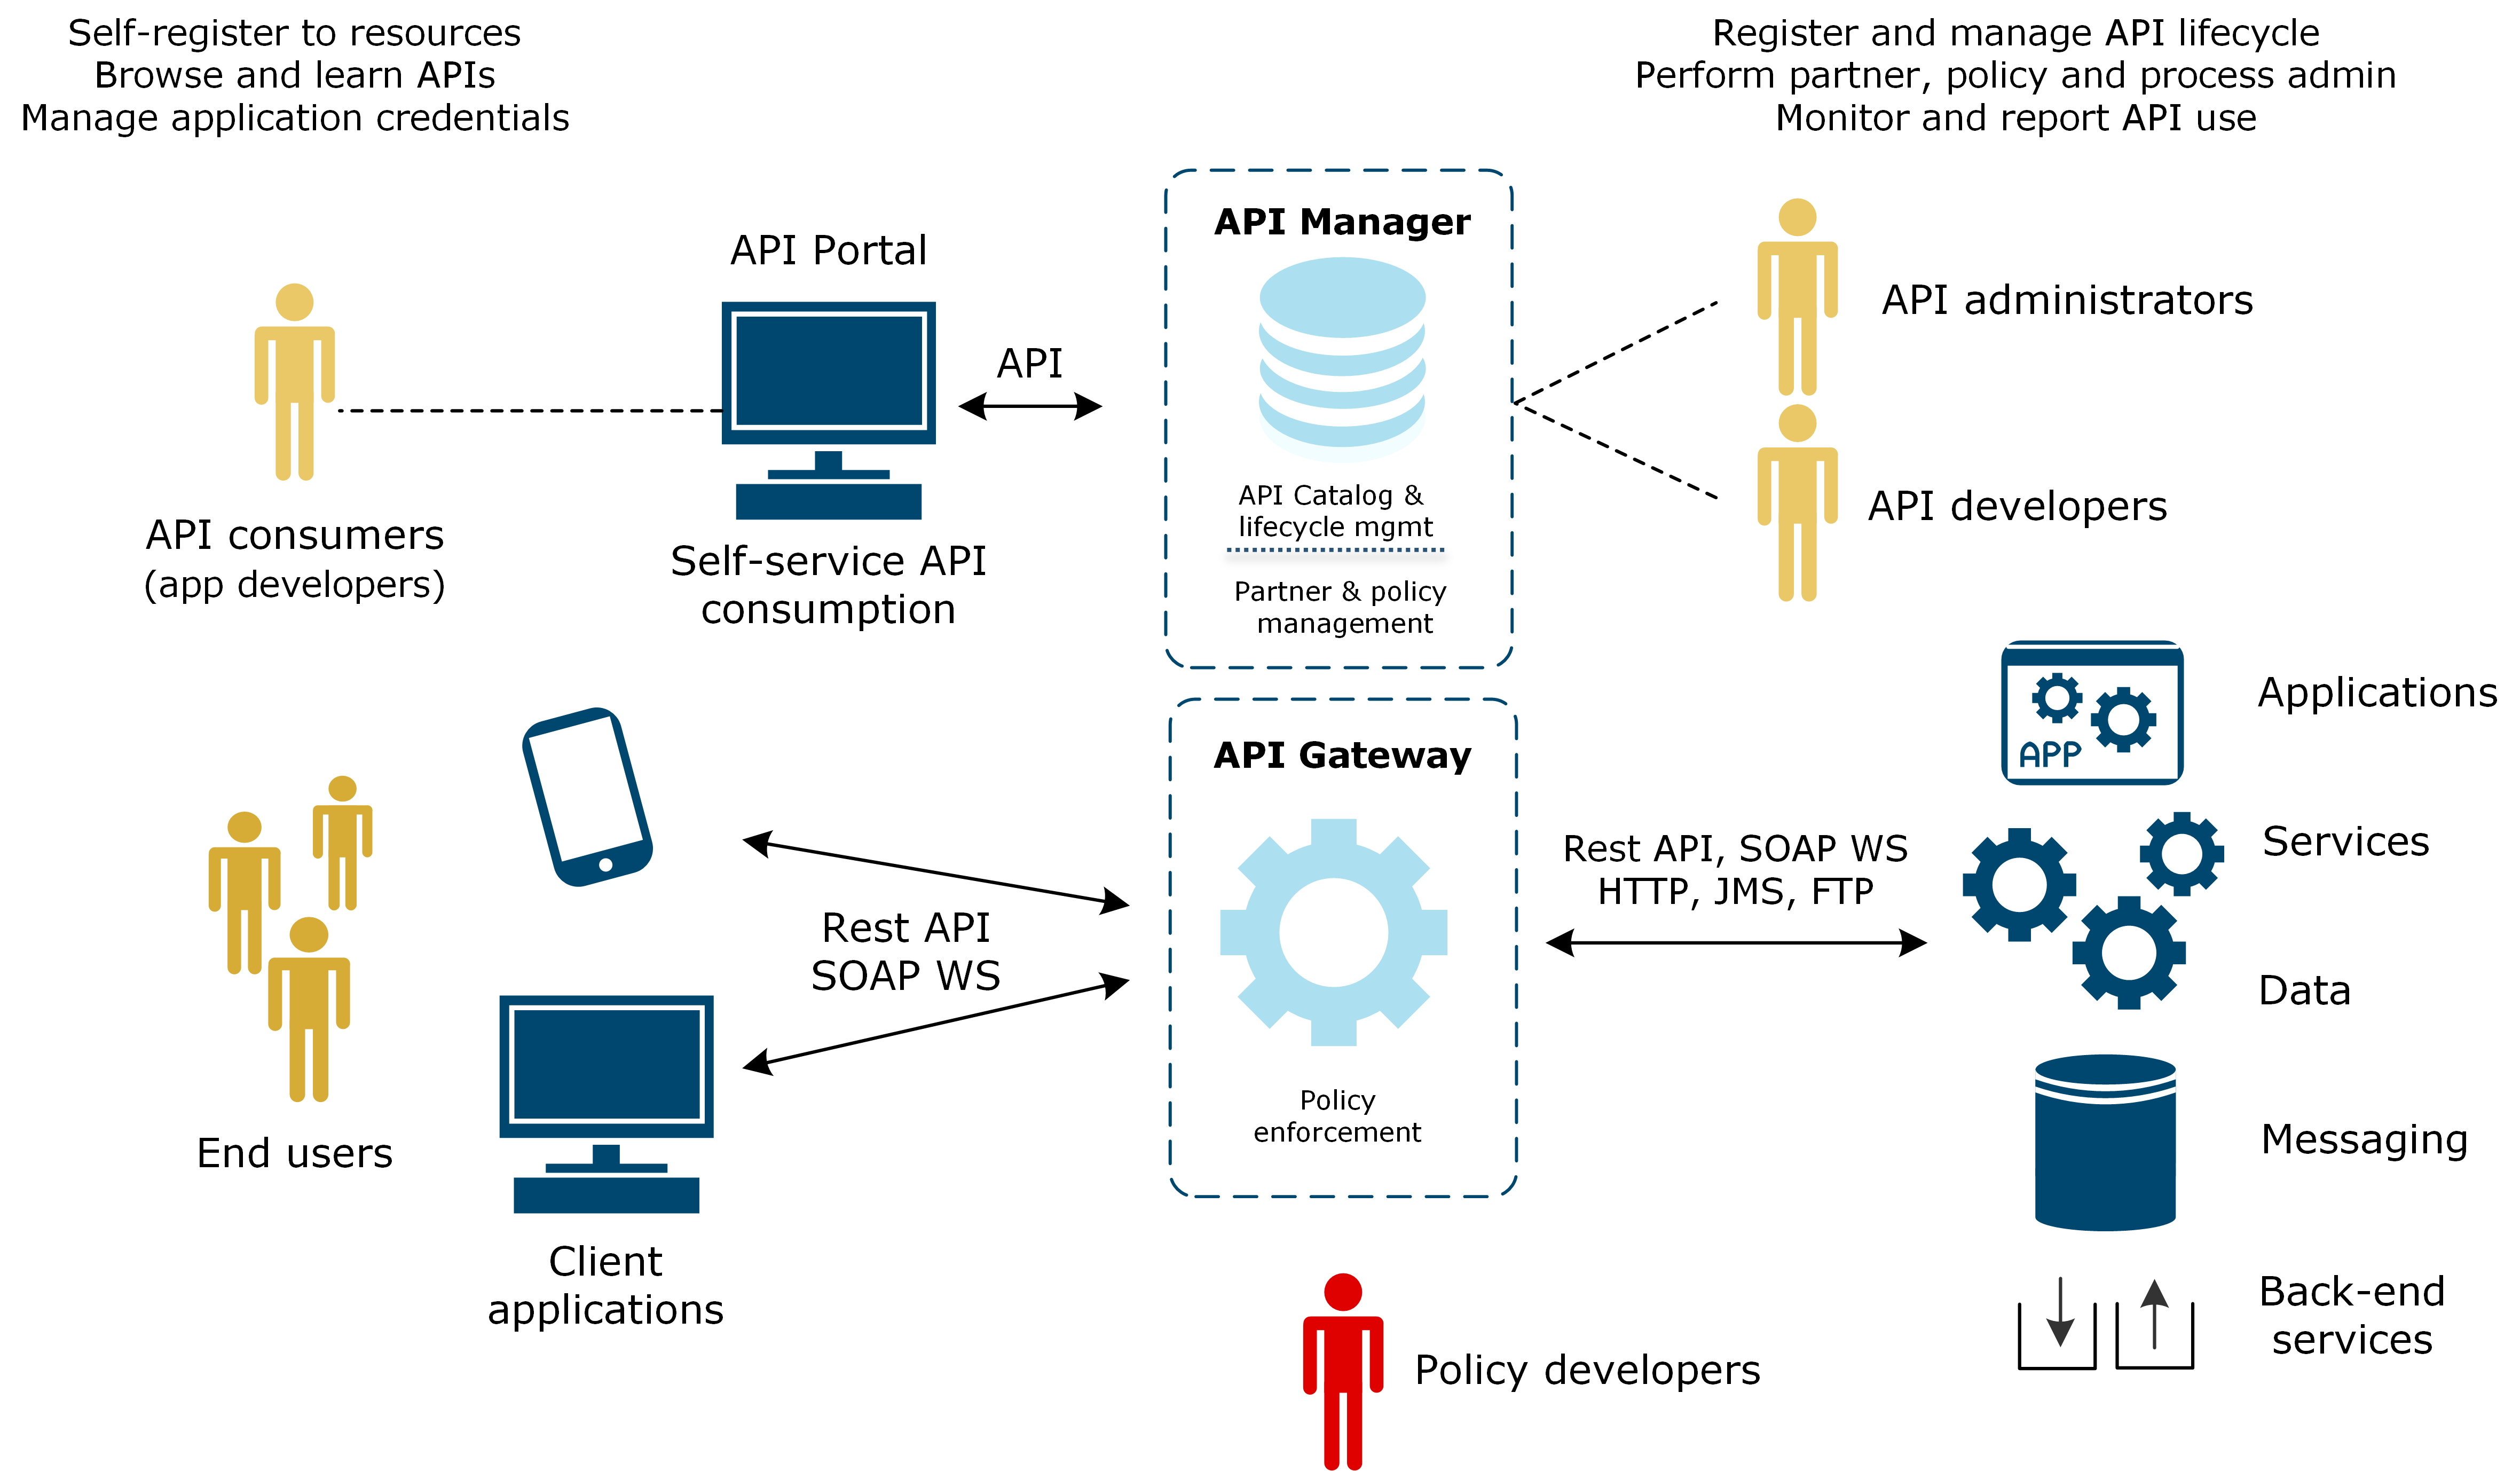 Self-register to resources
Browse and learn APIs
Manage application credentials
Register and manage API lifecycle
Perform partner, policy and process admin
Monitor and report API use
API Portal
API
API consumers
(app developers)
Self-service API
consumption
API Manager
API Catalog &
lifecycle mgmt
Partner & policy
management
API administrators
API developers
End users
Client
applications
Rest API
SOAP WS
API Gateway
Policy
enforcement
Rest API, SOAP WS
HTTP, JMS, FTP
APP
Applications
Services
Data
Messaging
Back-end
services
Policy developers